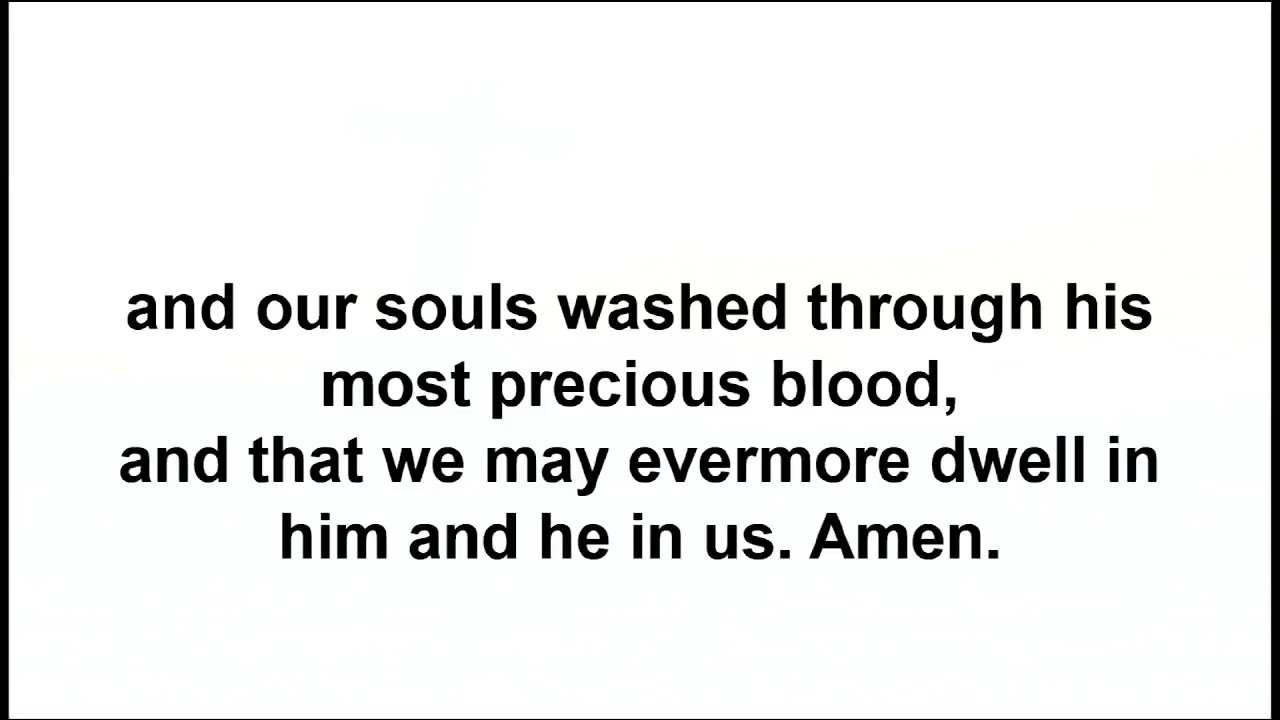 and our souls washed through his
most precious blood,
and that we may evermore dwell in
him and he in us. Amen.